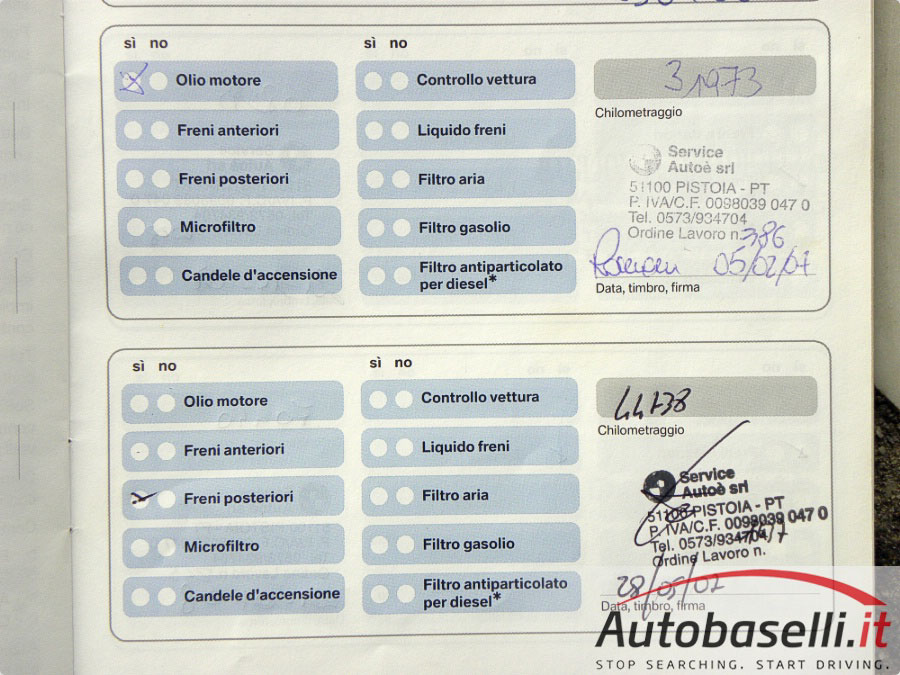 sì no
sì no
Olio motore
Controllo vettura
31973
Chilometraggio
Freni anteriori
Liquido freni
Freni posteriori
Filtro aria
Microfiltro
Filtro gasolio
Candele d'accensione
Filtro antiparticolato
per diesel*
Service
Autoè srl
51100 PISTOIA - PT
P. IVA/C.F. 0098039 047 0
Tel. 0573/934704
Ordine Lavoro n. 386
05/02/07
Data, timbro, firma
sì no
sì no
Olio motore
Controllo vettura
44738
Chilometraggio
Freni anteriori
Liquido freni
Freni posteriori
Filtro aria
Microfiltro
Filtro gasolio
Candele d'accensione
Filtro antiparticolato
per diesel*
Service
Autoè srl
51100 PISTOIA - PT
P. IVA/C.F. 0098039 047 0
Tel. 0573/934704
Ordine Lavoro n.
28/05/07
Data, timbro, firma
Autobaselli.it
STOP SEARCHING. START DRIVING.